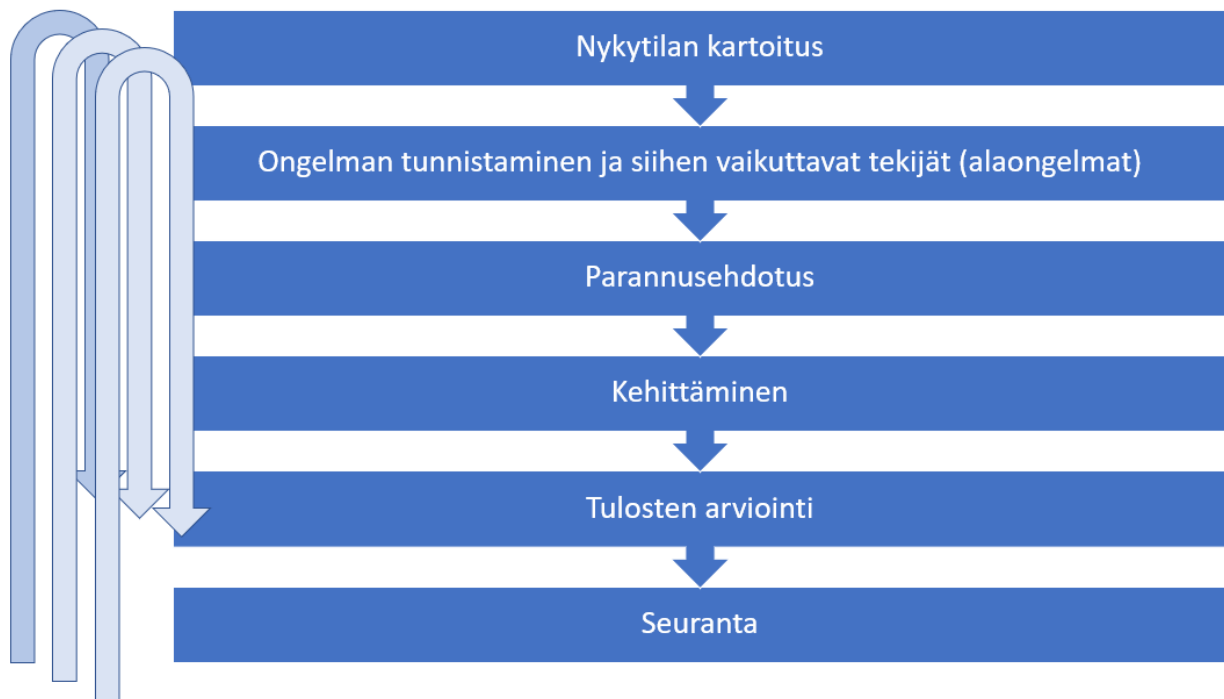 Nykytilan kartoitus
Ongelman tunnistaminen ja siihen vaikuttavat tekijät (alaongelmat)
Parannusehdotus
Kehittäminen
Tulosten arviointi
Seuranta